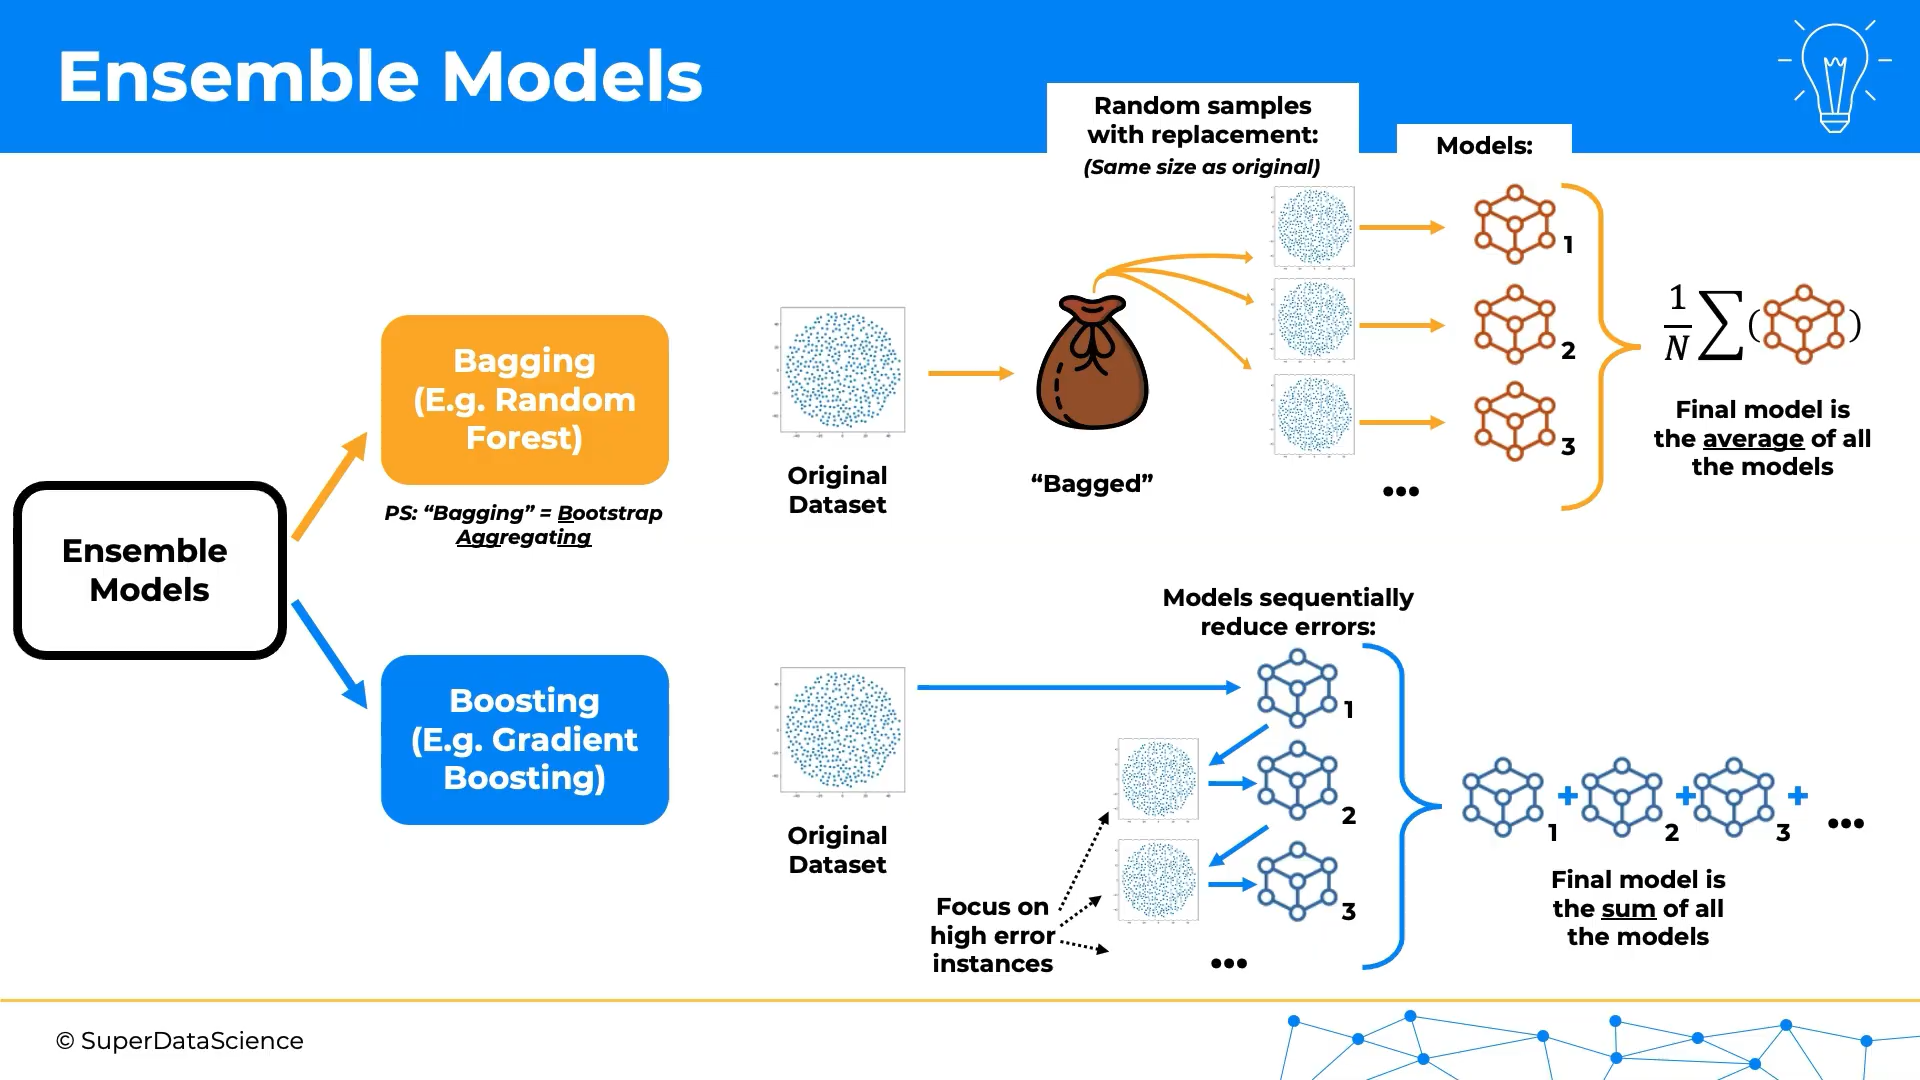 Ensemble Models
Random samples
with replacement:
(Same size as original)
Models:
1
2
3
...
1
N
∑( )
Final model is
the average of all
the models
Bagging
(E.g. Random
Forest)
PS: “Bagging” = Bootstrap
Aggregating
Original
Dataset
“Bagged”
Ensemble
Models
Boosting
(E.g. Gradient
Boosting)
Original
Dataset
Models sequentially
reduce errors:
1
2
3
...
Focus on
high error
instances
+ + +
1 2 3 ...
Final model is
the sum of all
the models
© SuperDataScience